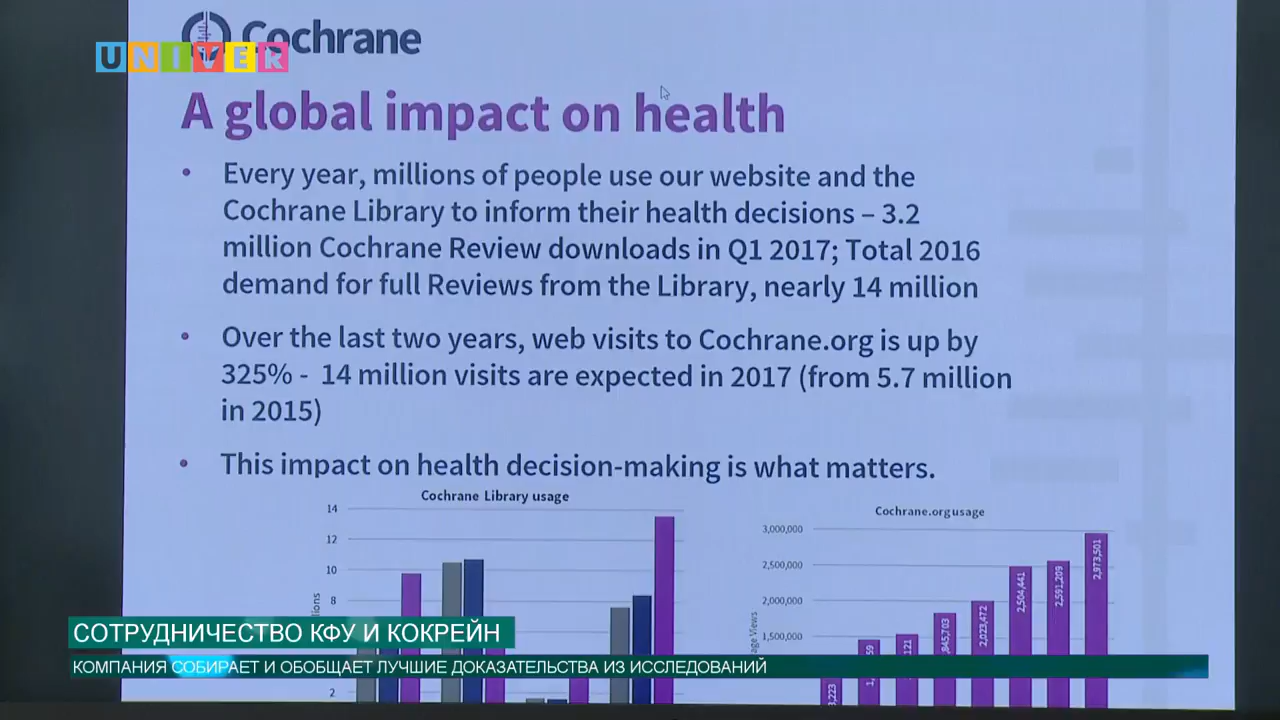 Cochrane
UNIVER
A global impact on health
• Every year, millions of people use our website and the
Cochrane Library to inform their health decisions – 3.2
million Cochrane Review downloads in Q1 2017; Total 2016
demand for full Reviews from the Library, nearly 14 million
• Over the last two years, web visits to Cochrane.org is up by
325% - 14 million visits are expected in 2017 (from 5.7 million
in 2015)
• This impact on health decision-making is what matters.
Cochrane Library usage
14
12
10
8
2
Cochrane.org usage
3,000,000
2,500,000
2,000,000
1,500,000
2,023,472
2,504,441
2,591,209
2,973,501
СОТРУДНИЧЕСТВО КФУ И КОКРЕЙН
КОМПАНИЯ СОБИРАЕТ И ОБОБЩАЕТ ЛУЧШИЕ ДОКАЗАТЕЛЬСТВА ИЗ ИССЛЕДОВАНИЙ